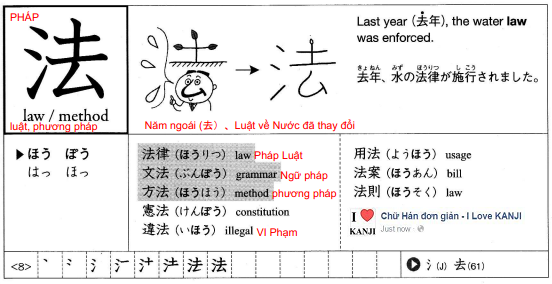 PHÁP
法
law / method
luật, phương pháp
Last year (去年), the water law
was enforced.
きょねん みず ほうりつ しこう
去年、水の法律が施行されました。
Năm ngoái (去) 、Luật về Nước đã thay đổi
▶ほう ぽう
はっ ほっ
法律 (ほうりつ) law Pháp Luật
文法 (ぶんぽう) grammar Ngữ pháp
方法 (ほうほう) method phương pháp
憲法 (けんぽう) constitution
違法 (いほう) illegal VI Phạm
用法 (ようほう) usage
法案 (ほうあん) bill
法則 (ほうそく) law
I ❤ KANJI
Chữ Hán đơn giản - I Love KANJI
Just now
<8>
法 法
氵(J) 去(61)